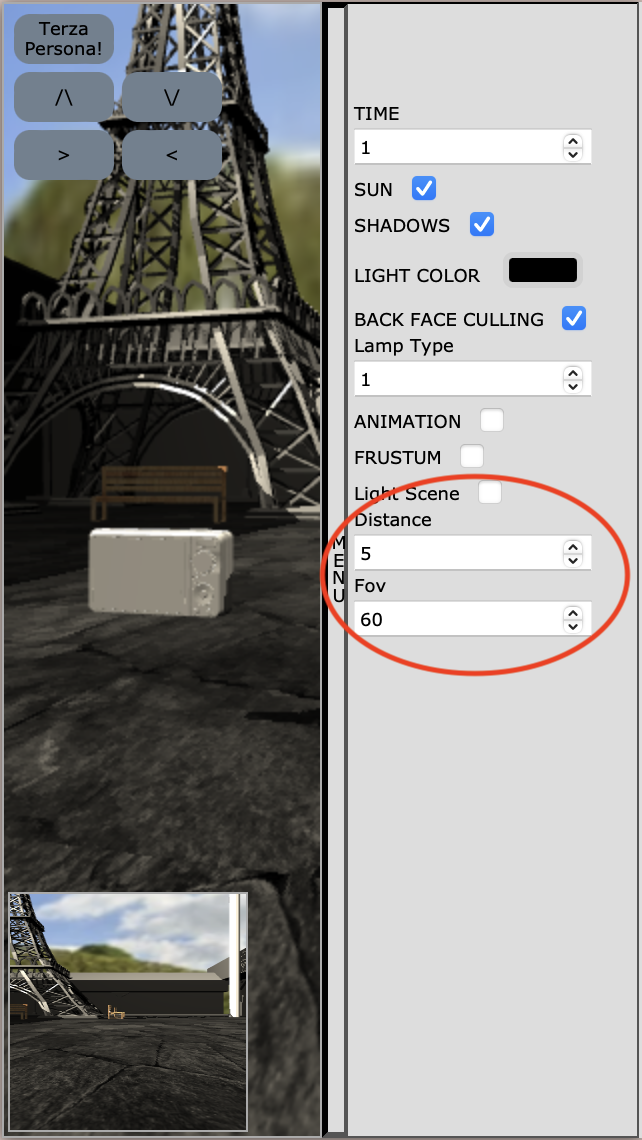 Terza
Persona!
/\
\/
>
<
TIME
1
SUN
SHADOWS
LIGHT COLOR
BACK FACE CULLING
Lamp Type
1
ANIMATION
FRUSTUM
Light Scene
Distance
5
Fov
60
M
E
N
U